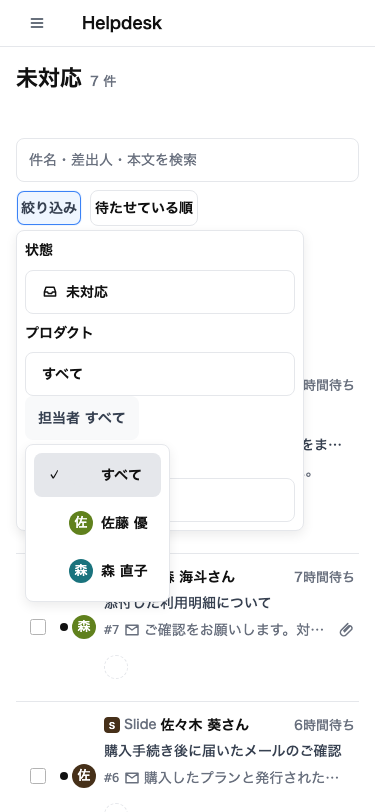 Helpdesk
未対応 7 件
件名・差出人・本文を検索
絞り込み 待たせている順
状態
未対応
プロダクト
すべて
時間待ち
担当者 すべて
をま…
✓ すべて
。
佐 佐藤 優
森 森 直子
海斗さん 7時間待ち
添付した利用明細について
森 #7 ご確認をお願いします。対…
S Slide 佐々木 葵さん 6時間待ち
購入手続き後に届いたメールのご確認
佐 #6 購入したプランと発行された…